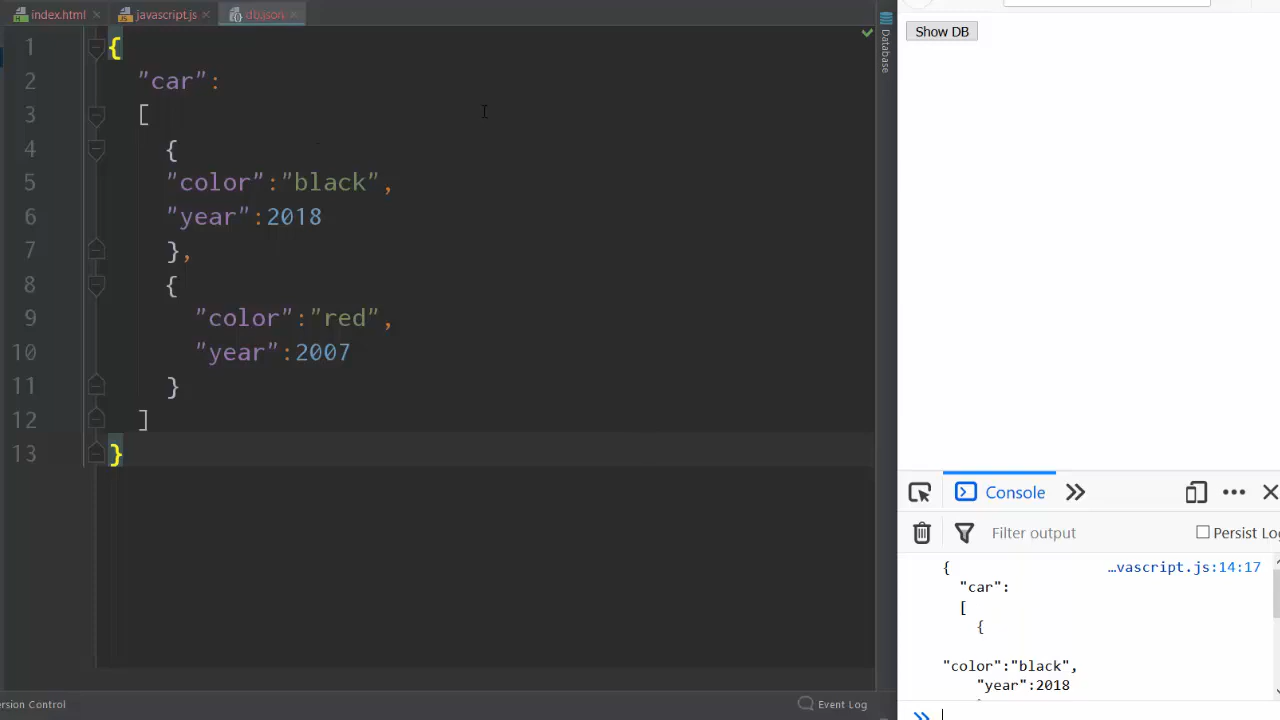 index.html
javascript.js
db.json
1 {
2 "car":
3 [
4 {
5 "color":"black",
6 "year":2018
7 },
8 {
9 "color":"red",
10 "year":2007
11 }
12 ]
13 }
Database
ersion Control
Event Log
Show DB
Console
Filter output
Persist Log
{ …vascript.js:14:17
"car":
[
{
"color":"black",
"year":2018